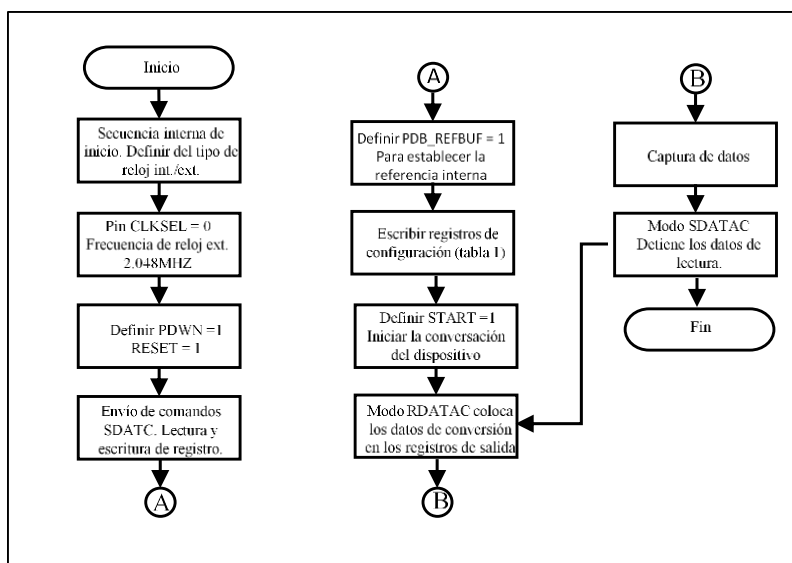 Inicio
Secuencia interna de
inicio. Definir del tipo de
reloj int./ext.
Pin CLKSEL = 0
Frecuencia de reloj ext.
2.048MHZ
Definir PDWN =1
RESET = 1
Envío de comandos
SDATC. Lectura y
escritura de registro.
A
A
Definir PDB_REFBUF = 1
Para establecer la
referencia interna
Escribir registros de
configuración (tabla 1)
Definir START =1
Iniciar la conversación
del dispositivo
Modo RDATAC coloca
los datos de conversión
en los registros de salida
B
B
Captura de datos
Modo SDATAC
Detiene los datos de
lectura.
Fin